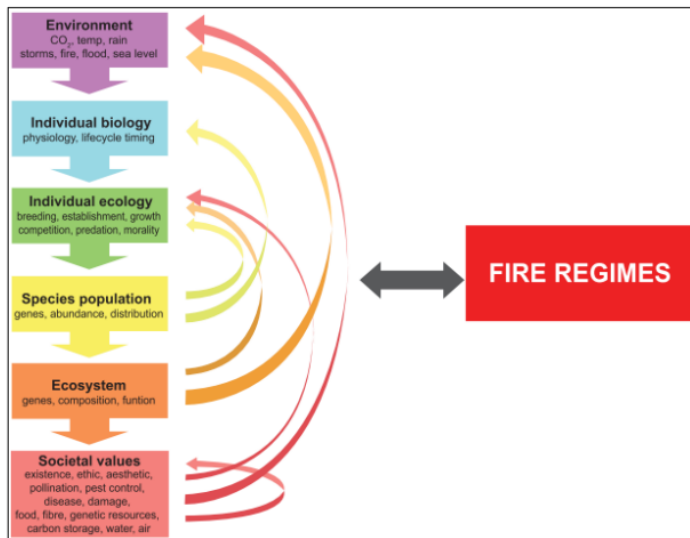 Environment
CO₂, temp, rain
storms, fire, flood, sea level
Individual biology
physiology, lifecycle timing
Individual ecology
breeding, establishment, growth
competition, predation, morality
Species population
genes, abundance, distribution
Ecosystem
genes, composition, funtion
Societal values
existence, ethic, aesthetic,
pollination, pest control,
disease, damage,
food, fibre, genetic resources,
carbon storage, water, air
FIRE REGIMES